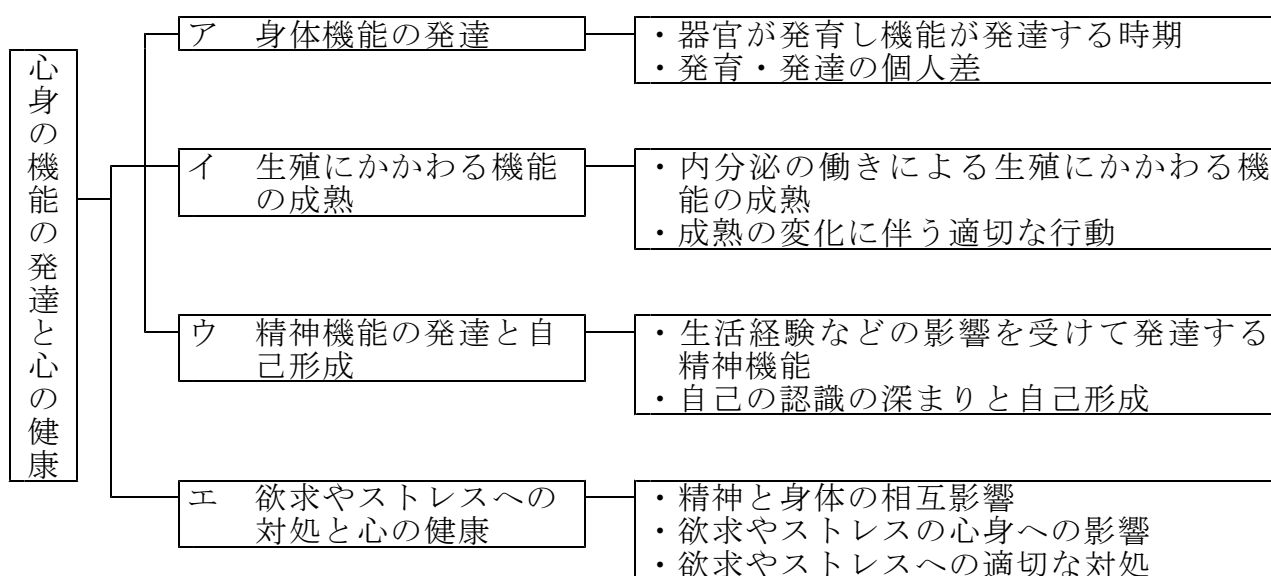 心身の機能の発達と心の健康
ア　身体機能の発達
・器官が発育し機能が発達する時期
・発育・発達の個人差
イ　生殖にかかわる機能
の成熟
・内分泌の働きによる生殖にかかわる機
能の成熟
・成熟の変化に伴う適切な行動
ウ　精神機能の発達と自
己形成
・生活経験などの影響を受けて発達する
精神機能
・自己の認識の深まりと自己形成
エ　欲求やストレスへの
対処と心の健康
・精神と身体の相互影響
・欲求やストレスの心身への影響
・欲求やストレスへの適切な対処